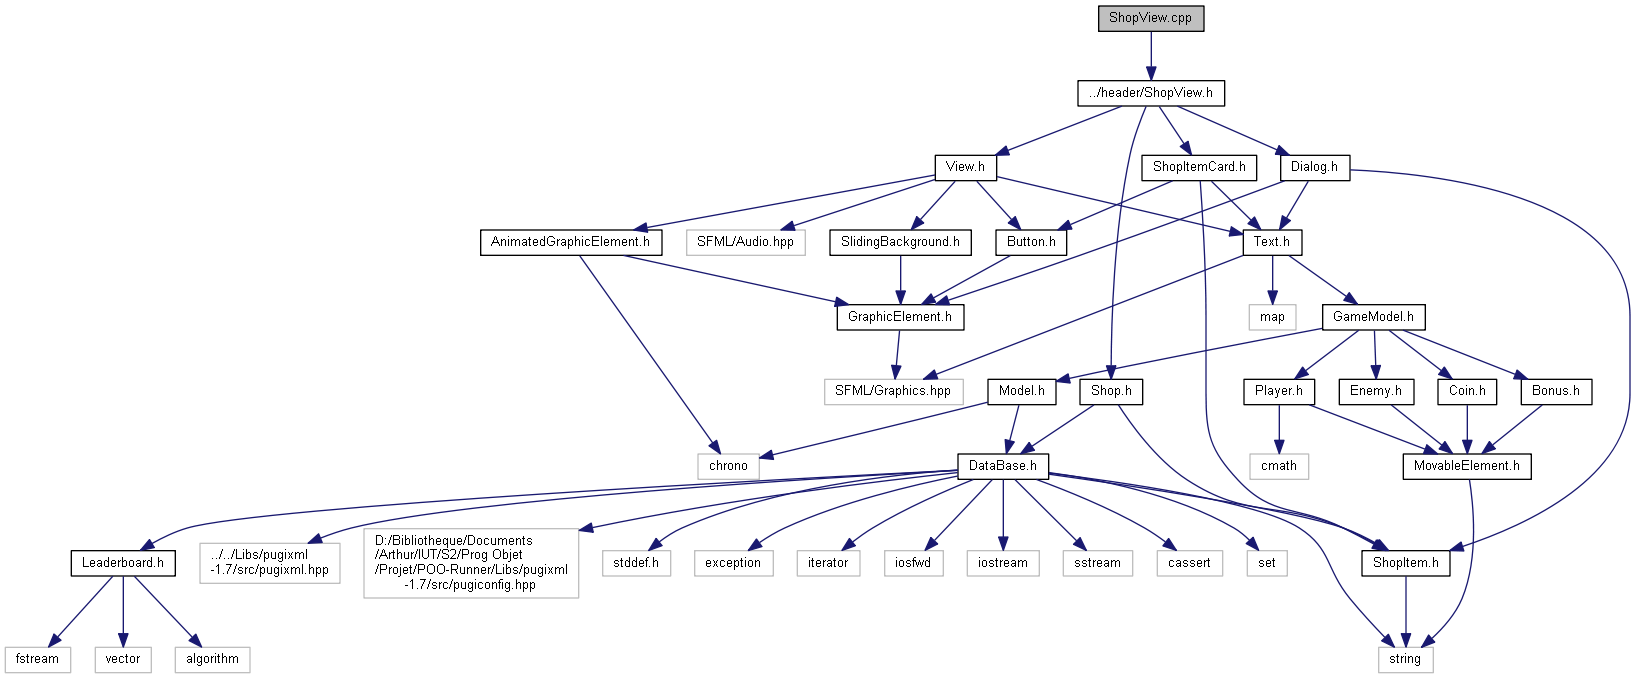 ShopView.cpp
../header/ShopView.h
View.h
ShopItemCard.h
Dialog.h
AnimatedGraphicElement.h
SFML/Audio.hpp
SlidingBackground.h
Button.h
Text.h
GraphicElement.h
map
GameModel.h
SFML/Graphics.hpp
Model.h
Shop.h
Player.h
Enemy.h
Coin.h
Bonus.h
chrono
DataBase.h
cmath
MovableElement.h
Leaderboard.h
../../Libs/pugixml
-1.7/src/pugixml.hpp
D:/Bibliotheque/Documents
/Arthur/IUT/S2/Prog Objet
/Projet/POO-Runner/Libs/pugixml
-1.7/src/pugiconfig.hpp
stddef.h
exception
iterator
iosfwd
iostream
sstream
cassert
set
ShopItem.h
fstream
vector
algorithm
string